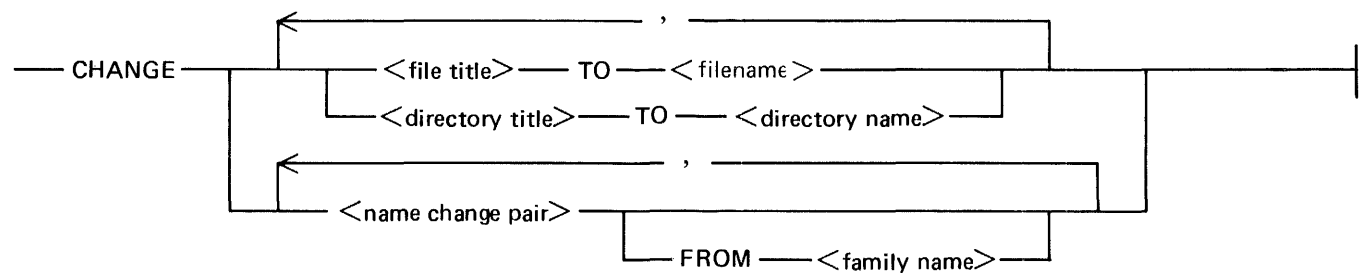 ,
CHANGE <file title> TO <filename>
<directory title> TO <directory name>
,
<name change pair>
FROM <family name>